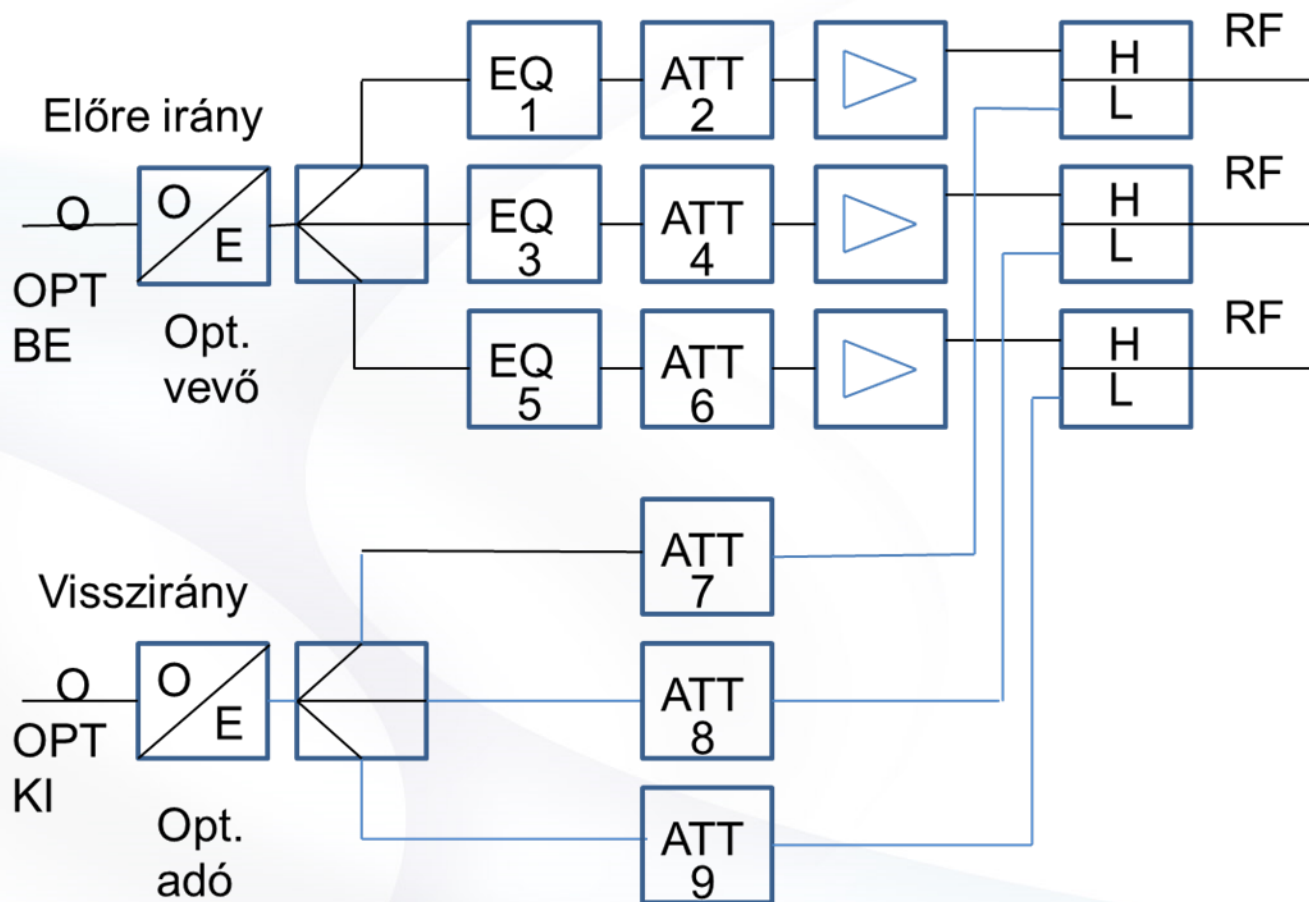 RF
EQ
1
ATT
2
H
L
Előre irány
O
O
E
OPT
BE
Opt.
vevő
EQ
3
ATT
4
H
L
RF
EQ
5
ATT
6
H
L
RF
ATT
7
Visszirány
O
O
E
OPT
KI
Opt.
adó
ATT
8
ATT
9